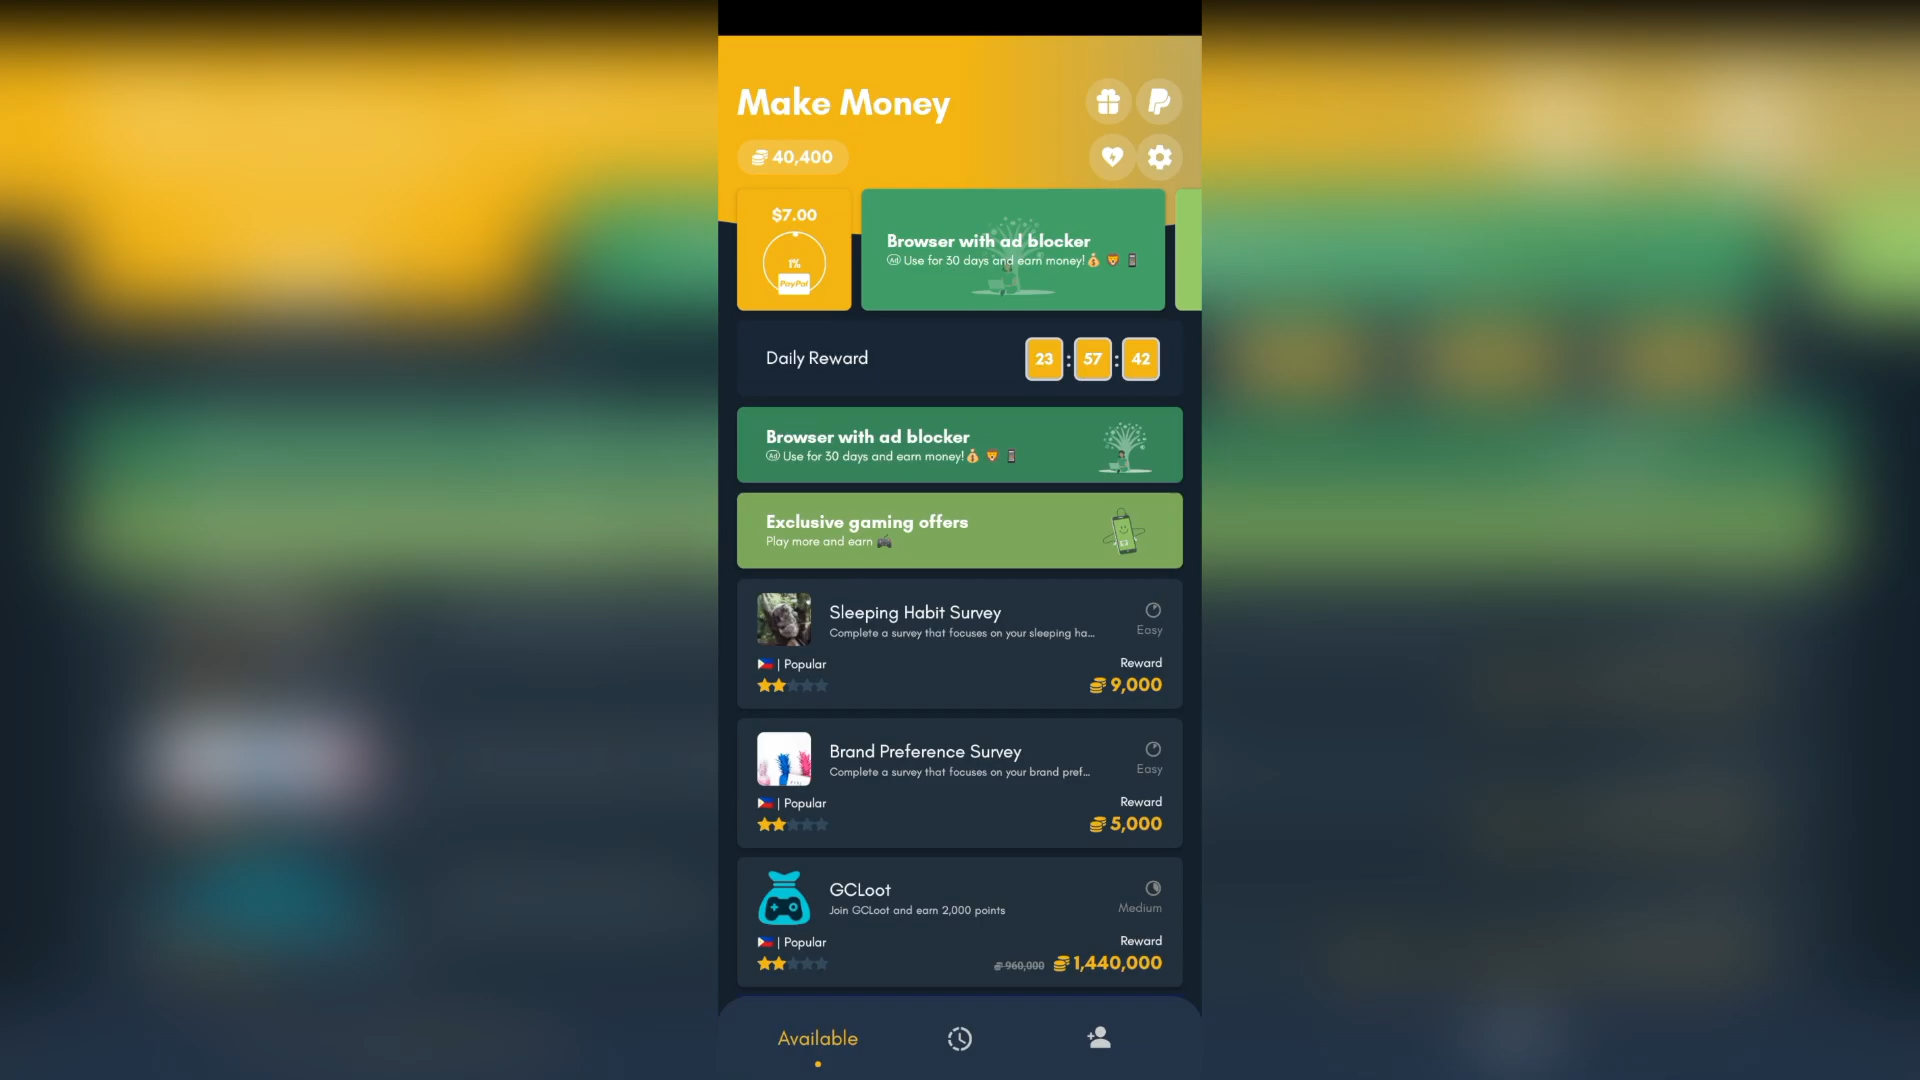 Make Money
40,400
$7.00
1%
PayPal
Browser with ad blocker
Ad Use for 30 days and earn money!💰 🦁 📱
Daily Reward
23 : 57 : 42
Browser with ad blocker
Ad Use for 30 days and earn money!💰 🦁 📱
Exclusive gaming offers
Play more and earn 🎮
Sleeping Habit Survey
Complete a survey that focuses on your sleeping ha...
Easy
🇵🇭 | Popular
Reward
9,000
Brand Preference Survey
Complete a survey that focuses on your brand pref...
Easy
🇵🇭 | Popular
Reward
5,000
GCLoot
Join GCLoot and earn 2,000 points
Medium
🇵🇭 | Popular
Reward
960,000 1,440,000
Available